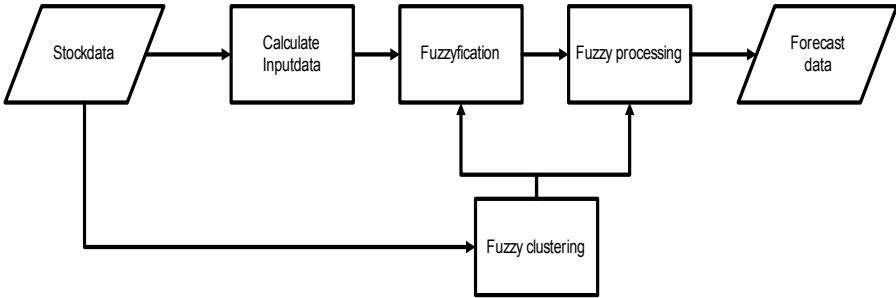 Stockdata
Calculate
Inputdata
Fuzzyfication
Fuzzy processing
Forecast
data
Fuzzy clustering